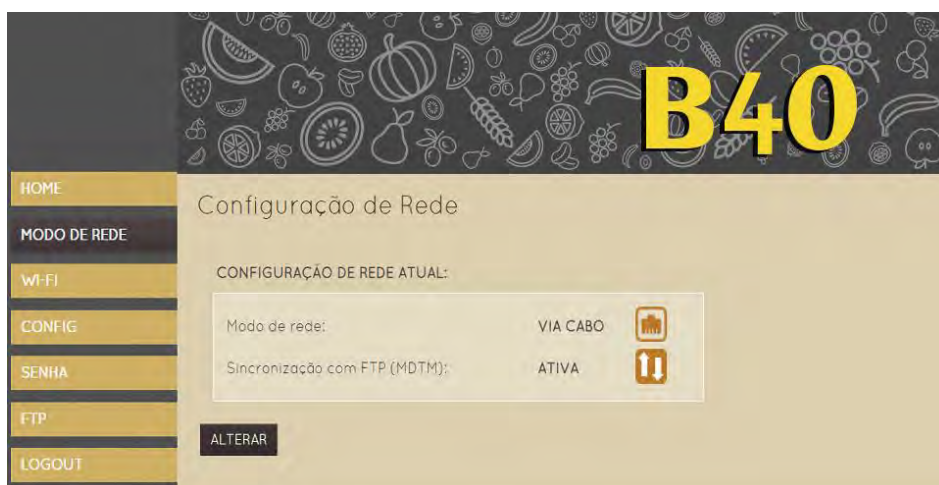 B40
HOME
MODO DE REDE
WI-FI
CONFIG
SENHA
FTP
LOGOUT
Configuração de Rede
CONFIGURAÇÃO DE REDE ATUAL:
Modo de rede: VIA CABO
Sincronização com FTP (MDTM): ATIVA
ALTERAR